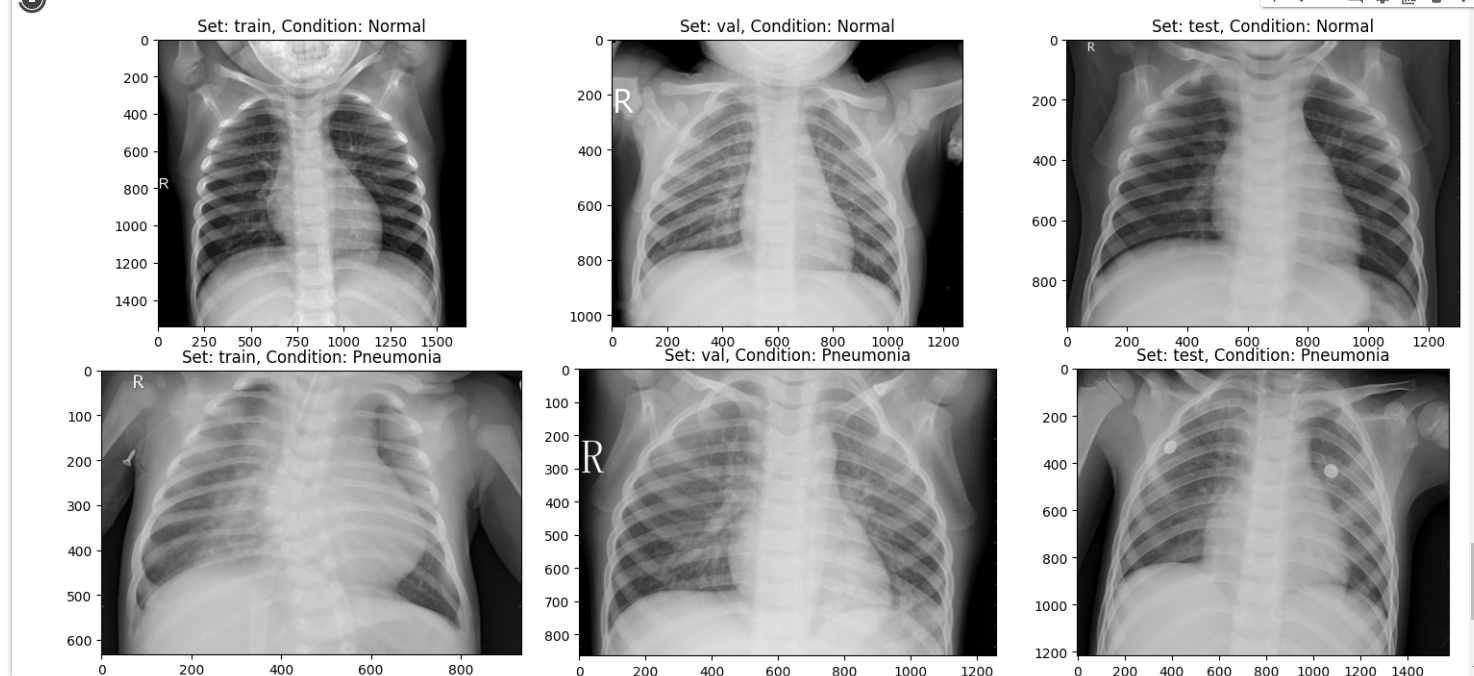 Set: train, Condition: Normal
0
200
400
600
800
1000
1200
1400
0 250 500 750 1000 1250 1500
R
Set: val, Condition: Normal
0
200
400
600
800
1000
0 200 400 600 800 1000 1200
R
Set: test, Condition: Normal
0
200
400
600
800
0 200 400 600 800 1000 1200
R
Set: train, Condition: Pneumonia
0
100
200
300
400
500
600
0 200 400 600 800
R
Set: val, Condition: Pneumonia
0
100
200
300
400
500
600
700
800
0 200 400 600 800 1000 1200
R
Set: test, Condition: Pneumonia
0
200
400
600
800
1000
1200
0 200 400 600 800 1000 1200 1400